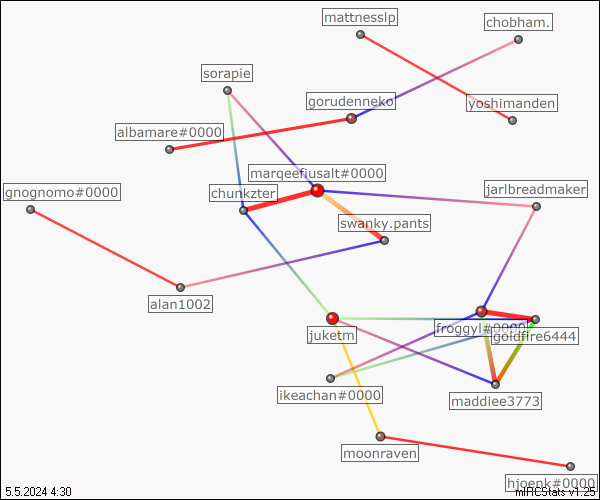 mattnesslp
chobham.
sorapie
gorudenneko
yoshimanden
albamare#0000
marqeefiusalt#0000
gnognomo#0000
chunkzter
jarlbreadmaker
swanky.pants
alan1002
juketm
froggyl#0000
goldfire6444
ikeachan#0000
maddiee3773
moonraven
hjoenk#0000
5.5.2024 4:30
mIRCStats v1.25